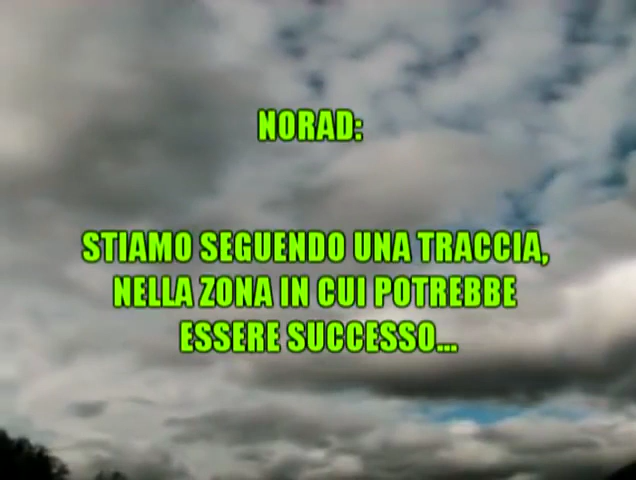 NORAD:
STIAMO SEGUENDO UNA TRACCIA,
NELLA ZONA IN CUI POTREBBE
ESSERE SUCCESSO...